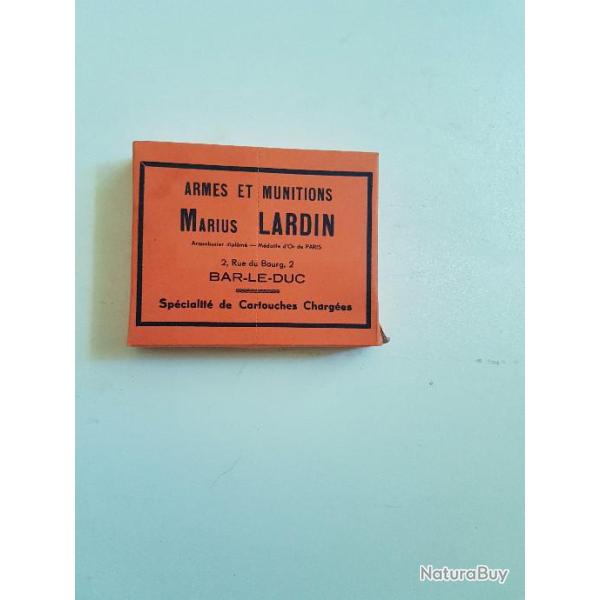 ARMES ET MUNITIONS
MARIUS LARDIN
Arquebusier diplômé — Médaille d'Or de PARIS
2, Rue du Bourg, 2
BAR-LE-DUC
Spécialité de Cartouches Chargées
NaturaBuy